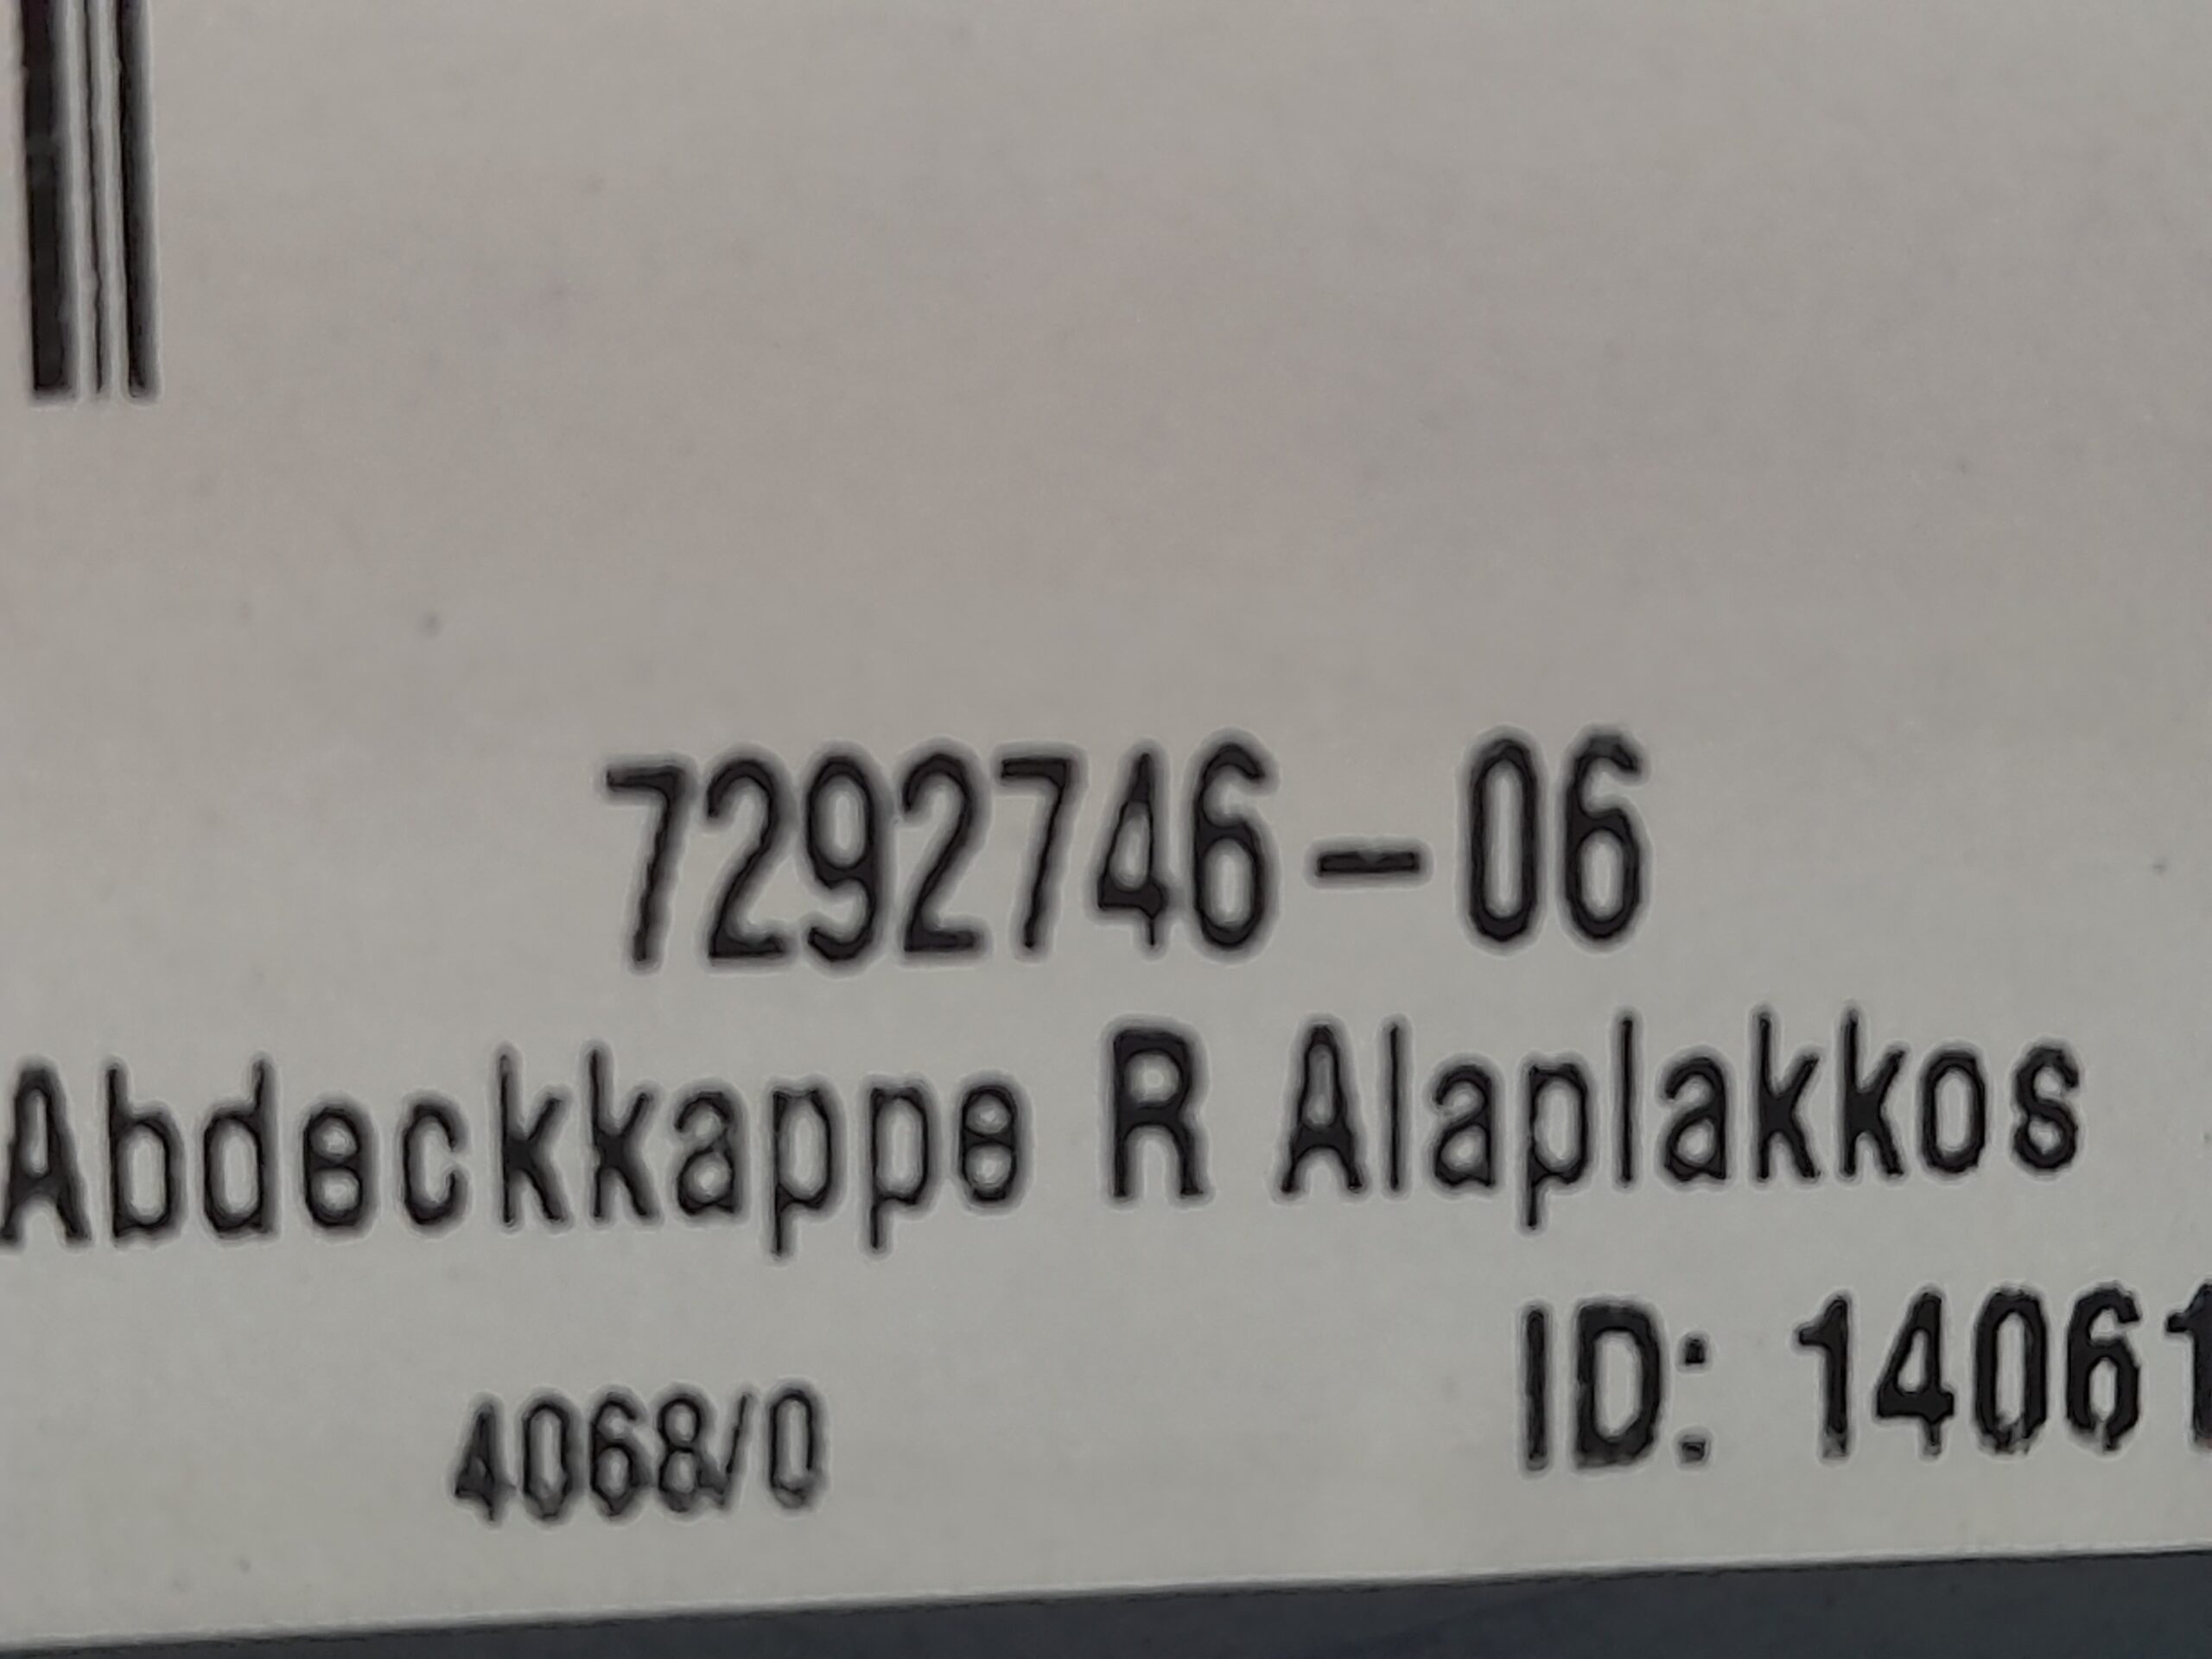 7292746-06
Abdeckkappe R Alaplakkos
ID: 14061
4068/0